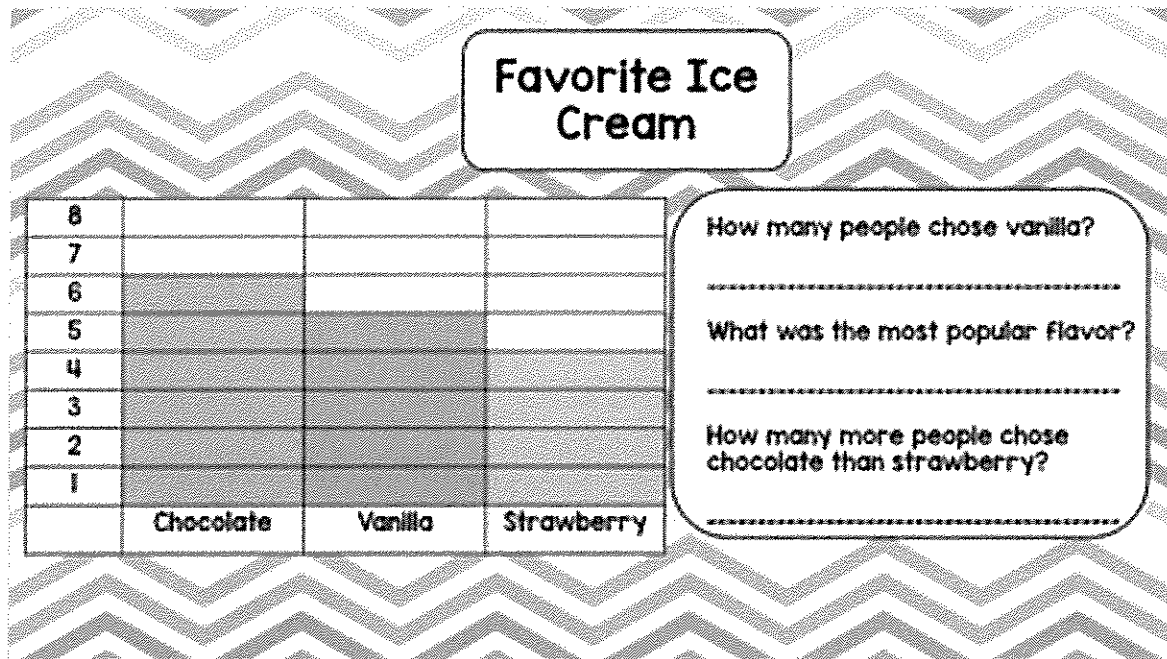 Favorite Ice
Cream
8
7
6
5
4
3
2
1
Chocolate Vanilla Strawberry
How many people chose vanilla?
What was the most popular flavor?
How many more people chose
chocolate than strawberry?